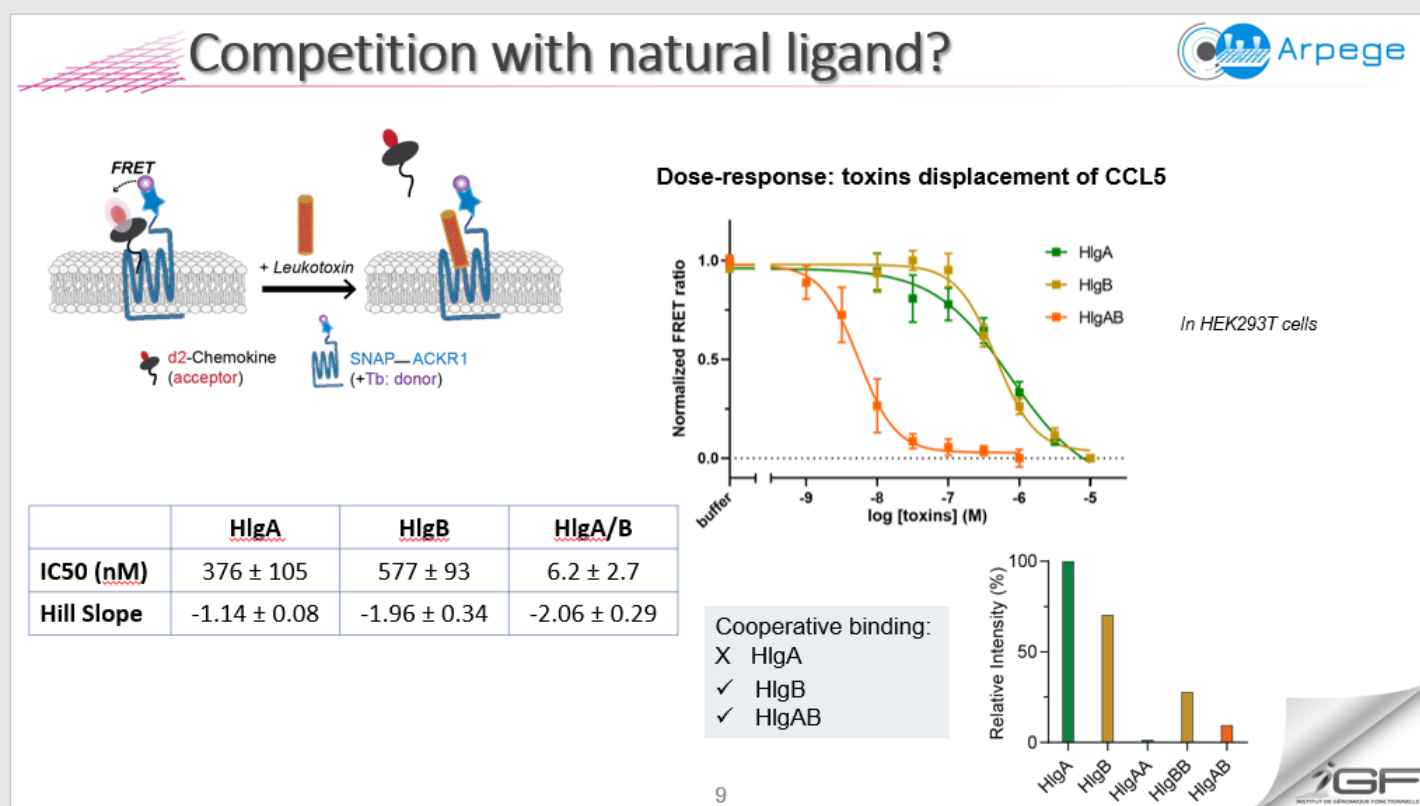 Competition with natural ligand?
Arpege
FRET
+ Leukotoxin
d2-Chemokine
(acceptor)
SNAP—ACKR1
(+Tb: donor)
Dose-response: toxins displacement of CCL5
Normalized FRET ratio
1.0
0.5
0.0
buffer
-9
-8
-7
-6
-5
log [toxins] (M)
HlgA
HlgB
HlgAB
In HEK293T cells
HlgA HlgB HlgA/B
IC50 (nM) 376 ± 105 577 ± 93 6.2 ± 2.7
Hill Slope -1.14 ± 0.08 -1.96 ± 0.34 -2.06 ± 0.29
Cooperative binding:
X HlgA
✓ HlgB
✓ HlgAB
Relative Intensity (%)
100
50
0
HlgA
HlgB
HlgAA
HlgBB
HlgAB
iGF
INSTITUT DE GÉNOMIQUE FONCTIONNELLE
9